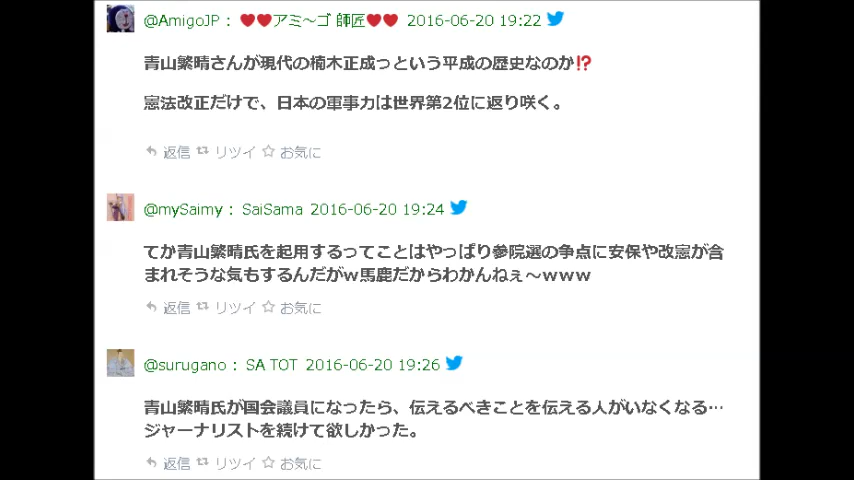 @AmigoJP : ❤❤アミ～ゴ 師匠❤❤ 2016-06-20 19:22
青山繁晴さんが現代の楠木正成っという平成の歴史なのか⁉
憲法改正だけで、日本の軍事力は世界第2位に返り咲く。
返信 リツイ お気に
@mySaimy : SaiSama 2016-06-20 19:24
てか青山繁晴氏を起用するってことはやっぱり参院選の争点に安保や改憲が含
まれそうな気もするんだがw馬鹿だからわかんねぇ～www
返信 リツイ お気に
@surugano : SA TOT 2016-06-20 19:26
青山繁晴氏が国会議員になったら、伝えるべきことを伝える人がいなくなる…
ジャーナリストを続けて欲しかった。
返信 リツイ お気に